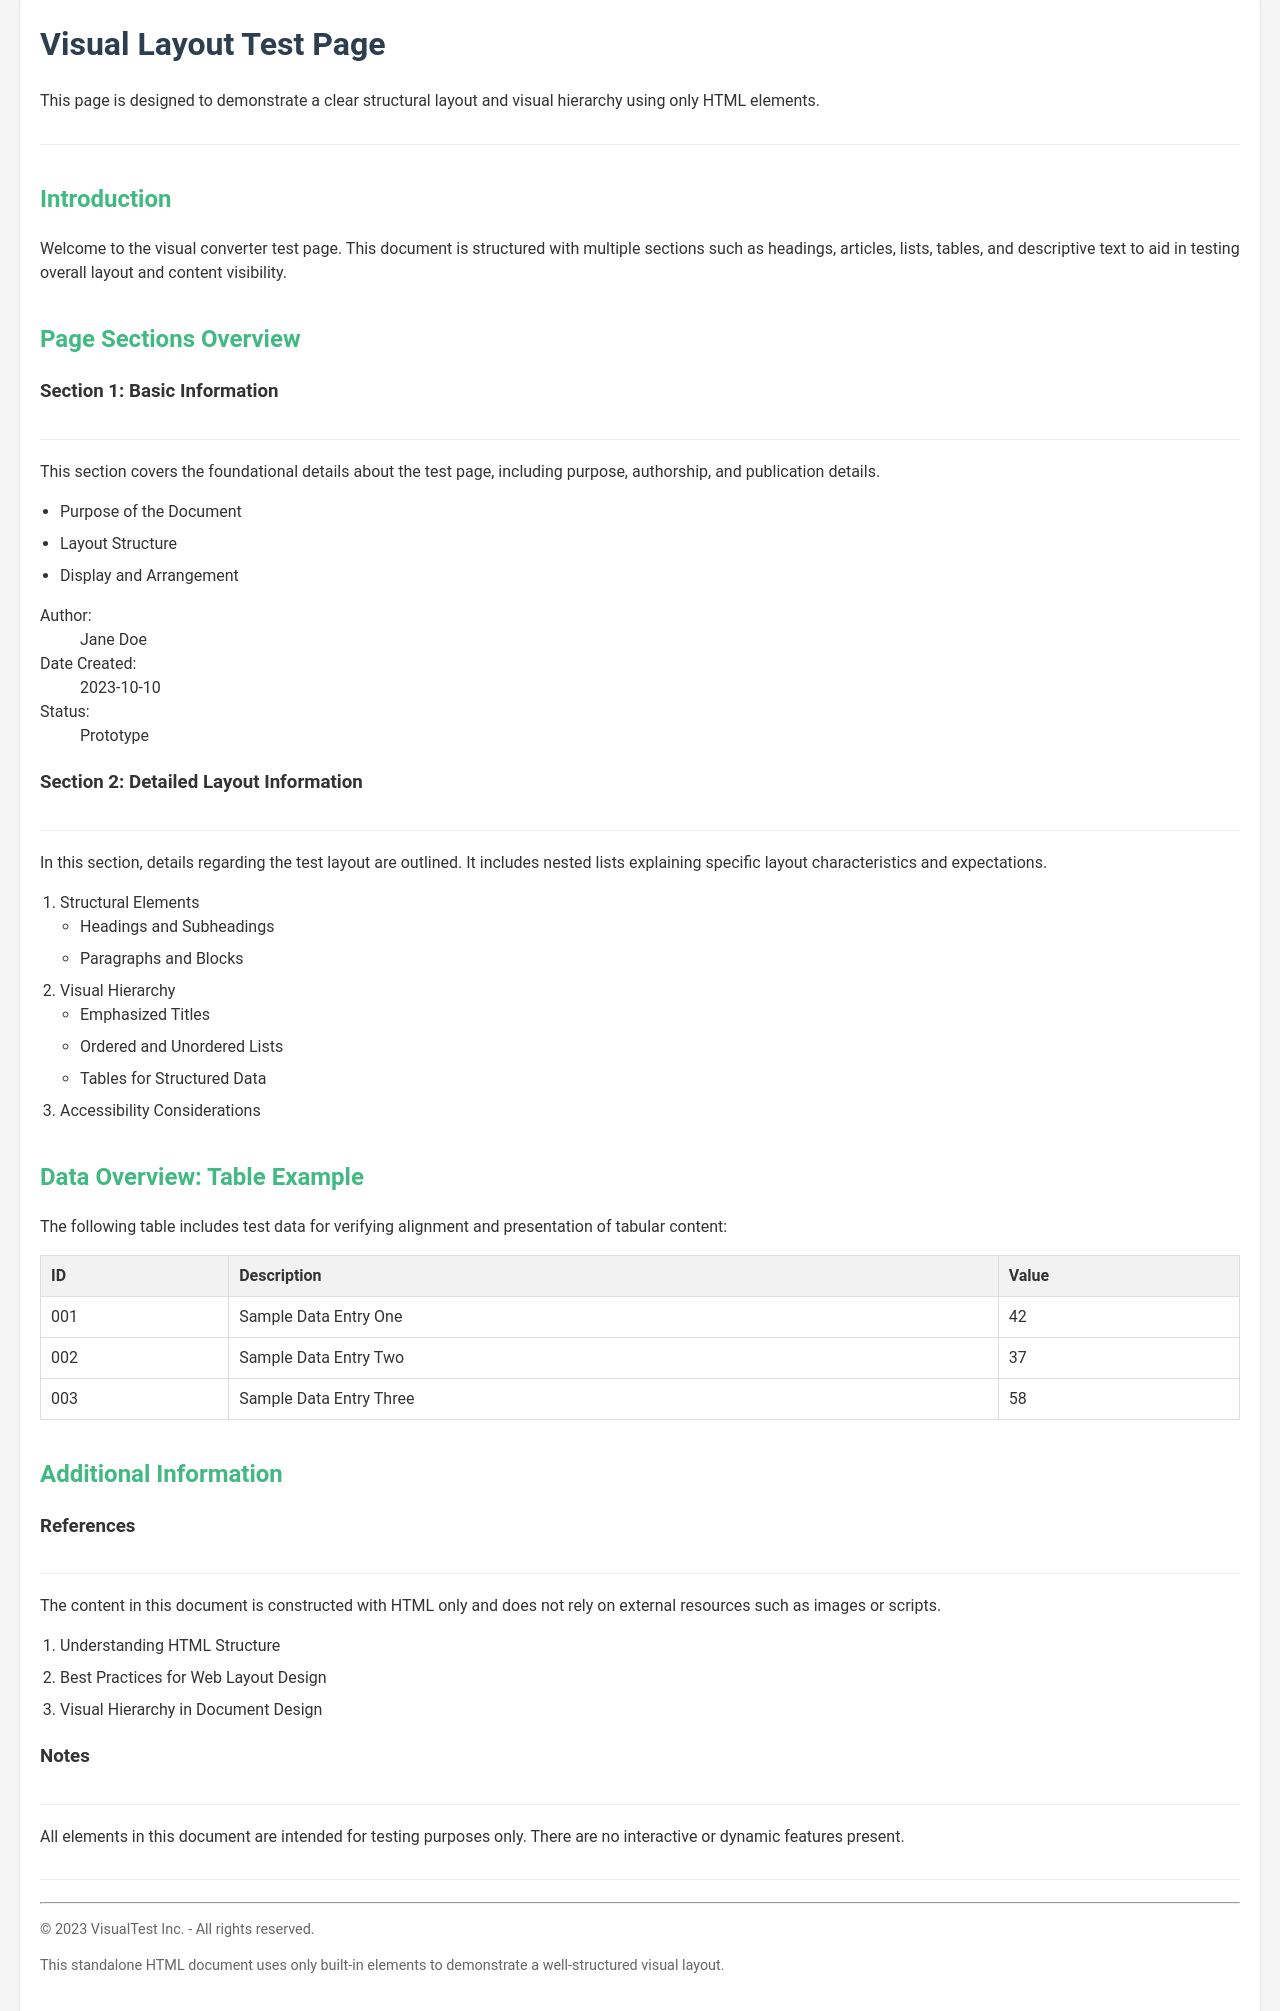 Visual Layout Test Page
This page is designed to demonstrate a clear structural layout and visual hierarchy using only HTML elements.
Introduction
Welcome to the visual converter test page. This document is structured with multiple sections such as headings, articles, lists, tables, and descriptive text to aid in testing
overall layout and content visibility.
Page Sections Overview
Section 1: Basic Information
This section covers the foundational details about the test page, including purpose, authorship, and publication details.
• Purpose of the Document
• Layout Structure
• Display and Arrangement
Author:
Jane Doe
Date Created:
2023-10-10
Status:
Prototype
Section 2: Detailed Layout Information
In this section, details regarding the test layout are outlined. It includes nested lists explaining specific layout characteristics and expectations.
1. Structural Elements
◦ Headings and Subheadings
◦ Paragraphs and Blocks
2. Visual Hierarchy
◦ Emphasized Titles
◦ Ordered and Unordered Lists
◦ Tables for Structured Data
3. Accessibility Considerations
Data Overview: Table Example
The following table includes test data for verifying alignment and presentation of tabular content:
ID Description Value
001 Sample Data Entry One 42
002 Sample Data Entry Two 37
003 Sample Data Entry Three 58
Additional Information
References
The content in this document is constructed with HTML only and does not rely on external resources such as images or scripts.
1. Understanding HTML Structure
2. Best Practices for Web Layout Design
3. Visual Hierarchy in Document Design
Notes
All elements in this document are intended for testing purposes only. There are no interactive or dynamic features present.
© 2023 VisualTest Inc. - All rights reserved.
This standalone HTML document uses only built-in elements to demonstrate a well-structured visual layout.